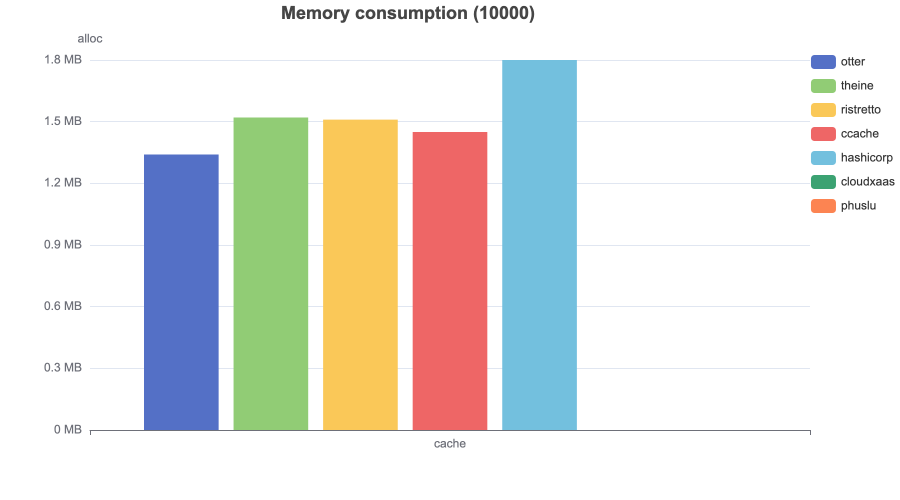 Memory consumption (10000)
alloc
1.8 MB
1.5 MB
1.2 MB
0.9 MB
0.6 MB
0.3 MB
0 MB
cache
otter
theine
ristretto
ccache
hashicorp
cloudxaas
phuslu